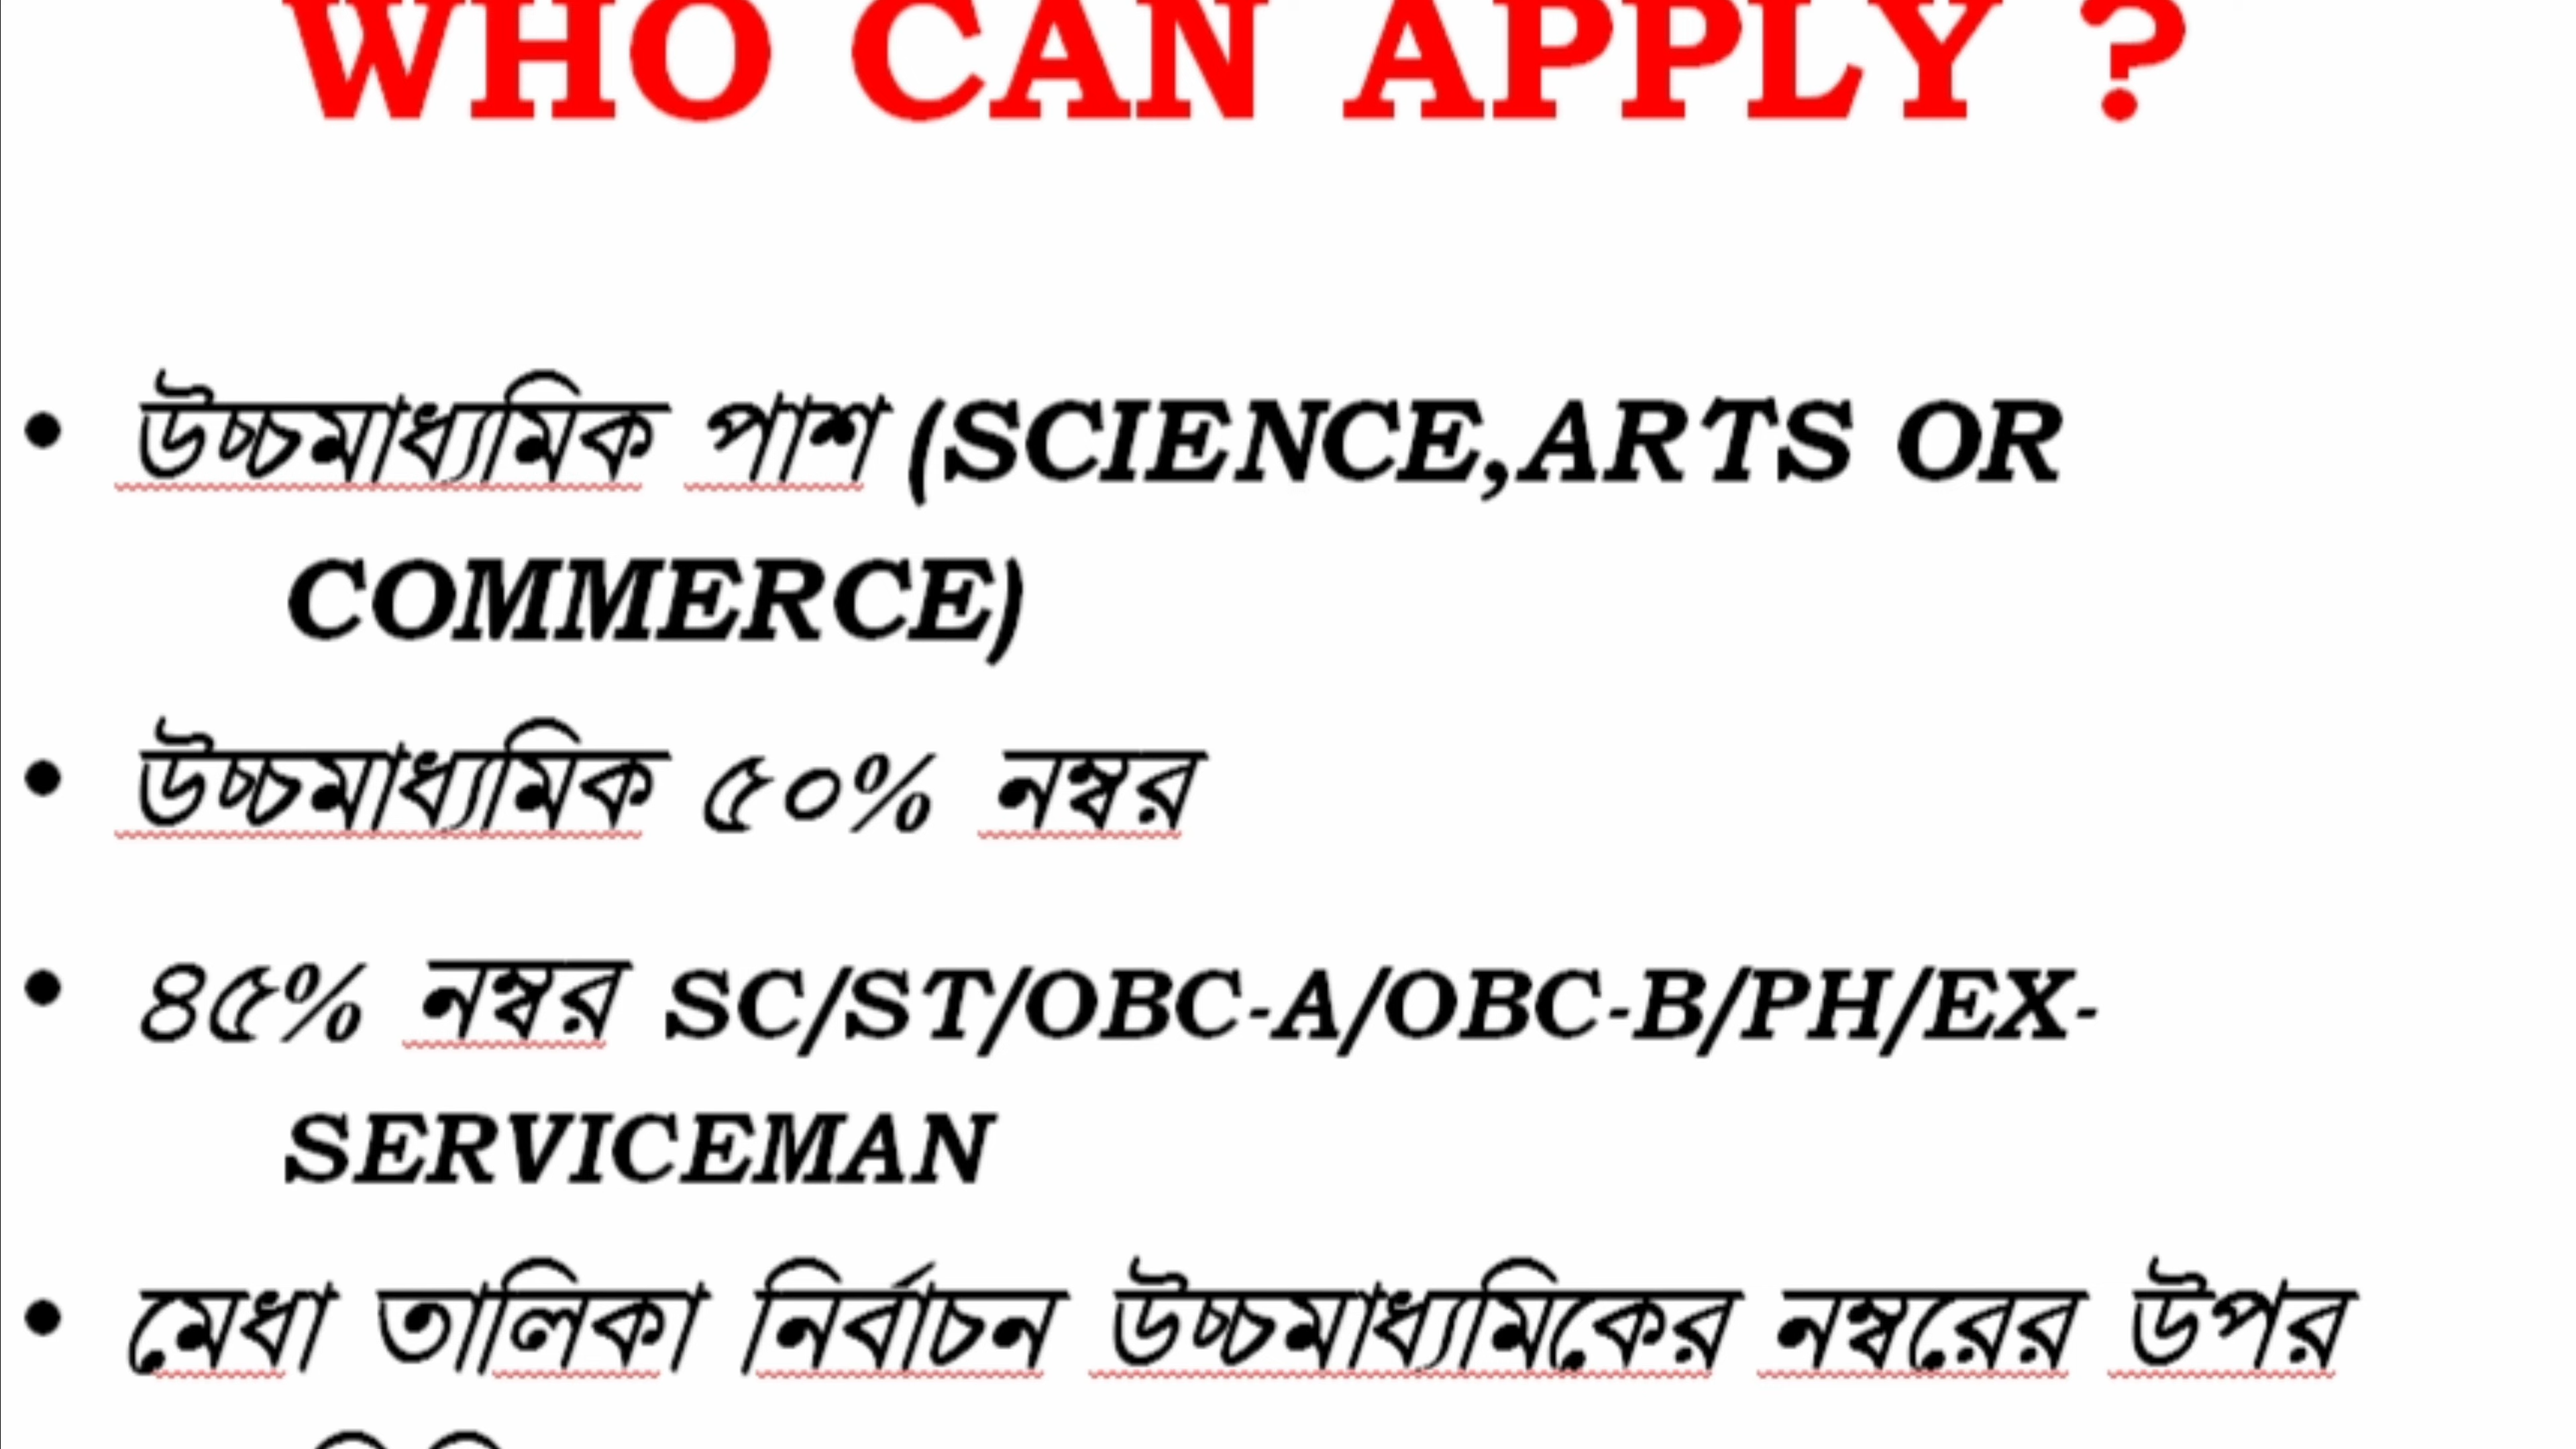 WHO CAN APPLY ?
• উচ্চমাধ্যমিক পাশ (SCIENCE,ARTS OR
COMMERCE)
• উচ্চমাধ্যমিক ৫০% নম্বর
• ৪৫% নম্বর SC/ST/OBC-A/OBC-B/PH/EX-
SERVICEMAN
• মেধা তালিকা নির্বাচন উচ্চমাধ্যমিকের নম্বরের উপর